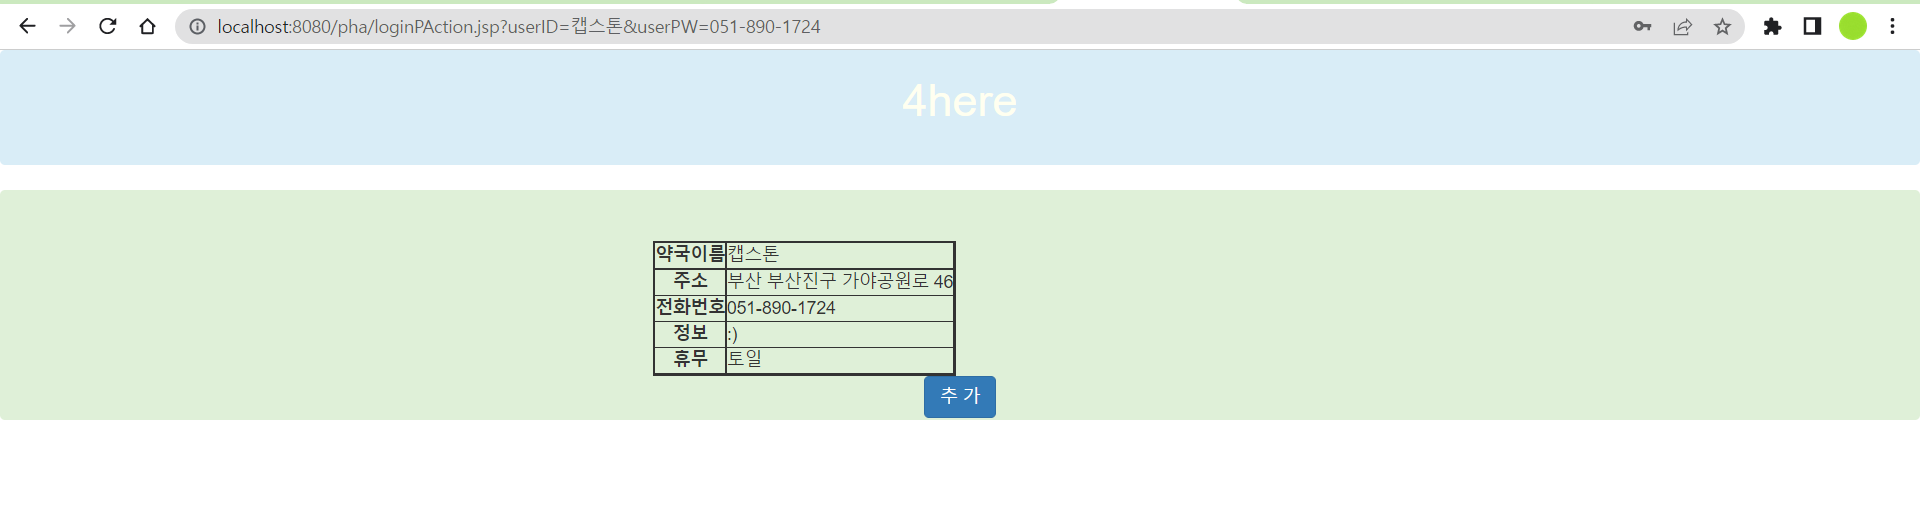 localhost:8080/pha/loginPAction.jsp?userID=캡스톤&userPW=051-890-1724
4here
약국이름 캡스톤
주소 부산 부산진구 가야공원로 46
전화번호 051-890-1724
정보 :)
휴무 토일
추 가